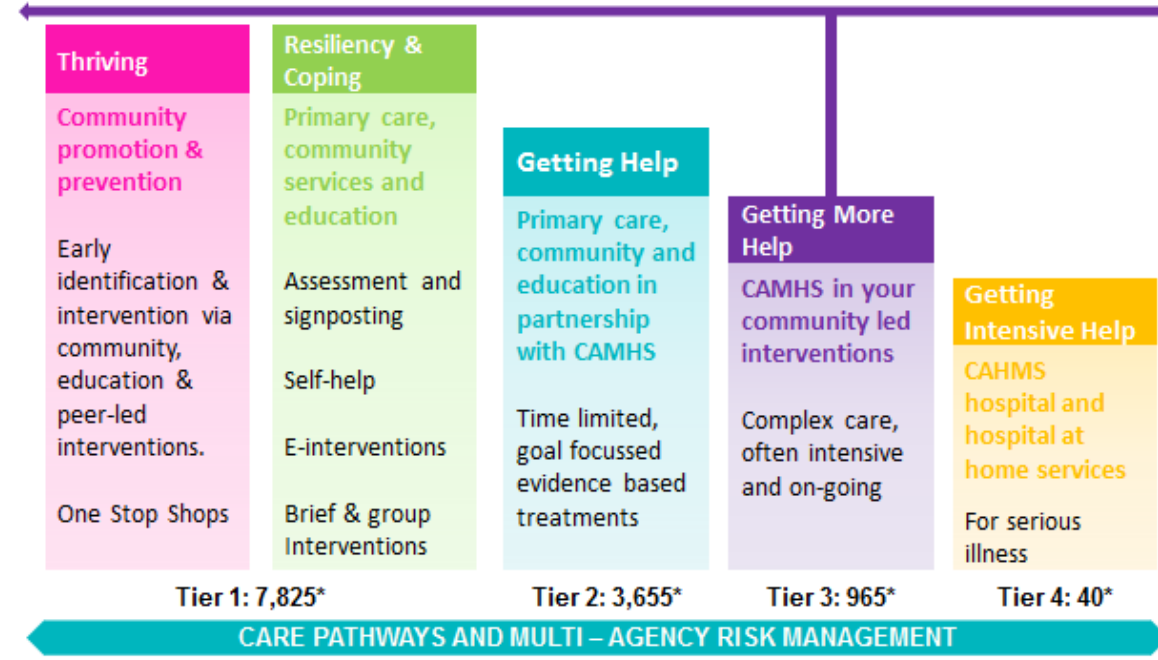 Thriving
Community
promotion &
prevention
Early
identification &
intervention via
community,
education &
peer-led
interventions.
One Stop Shops
Resiliency &
Coping
Primary care,
community
services and
education
Assessment and
signposting
Self-help
E-interventions
Brief & group
Interventions
Getting Help
Primary care,
community and
education in
partnership
with CAMHS
Time limited,
goal focussed
evidence based
treatments
Getting More
Help
CAMHS in your
community led
interventions
Complex care,
often intensive
and on-going
Getting
Intensive Help
CAHMS
hospital and
hospital at
home services
For serious
illness
Tier 1: 7,825*
Tier 2: 3,655*
Tier 3: 965*
Tier 4: 40*
CARE PATHWAYS AND MULTI – AGENCY RISK MANAGEMENT